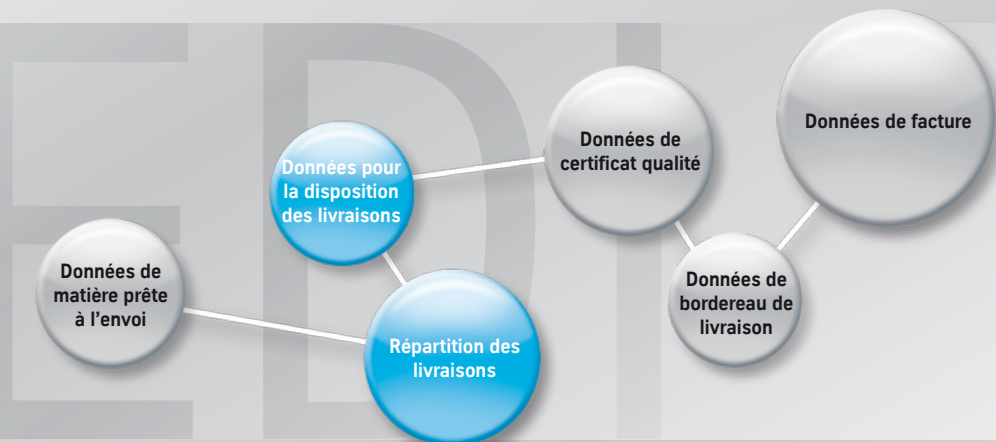 EDI
Données de
matière prête
à l’envoi
Répartition des
livraisons
Données pour
la disposition
des livraisons
Données de
certificat qualité
Données de
bordereau de
livraison
Données de facture